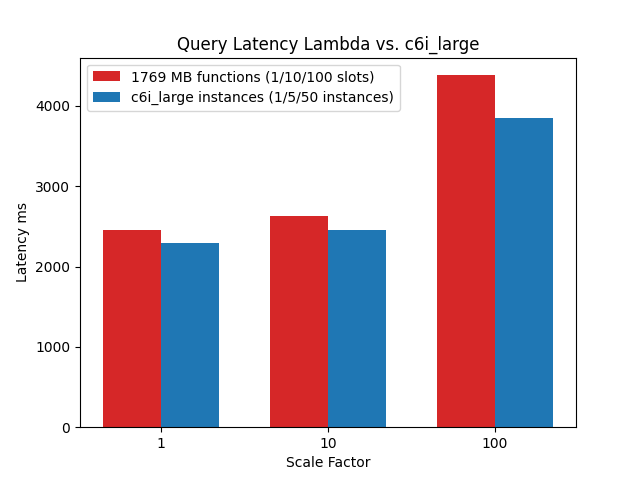 Query Latency Lambda vs. c6i_large
1769 MB functions (1/10/100 slots)
c6i_large instances (1/5/50 instances)
4000
3000
2000
1000
0
Latency ms
1 10 100
Scale Factor